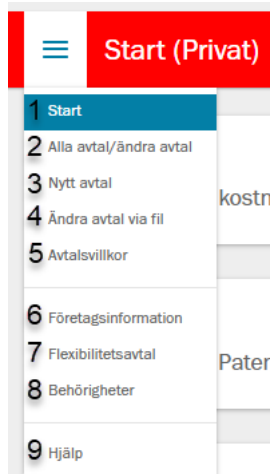 Start (Privat)
1 Start
2 Alla avtal/ändra avtal
3 Nytt avtal
4 Ändra avtal via fil
5 Avtalsvillkor
6 Företagsinformation
7 Flexibilitetsavtal
8 Behörigheter
9 Hjälp
kostn
Pater